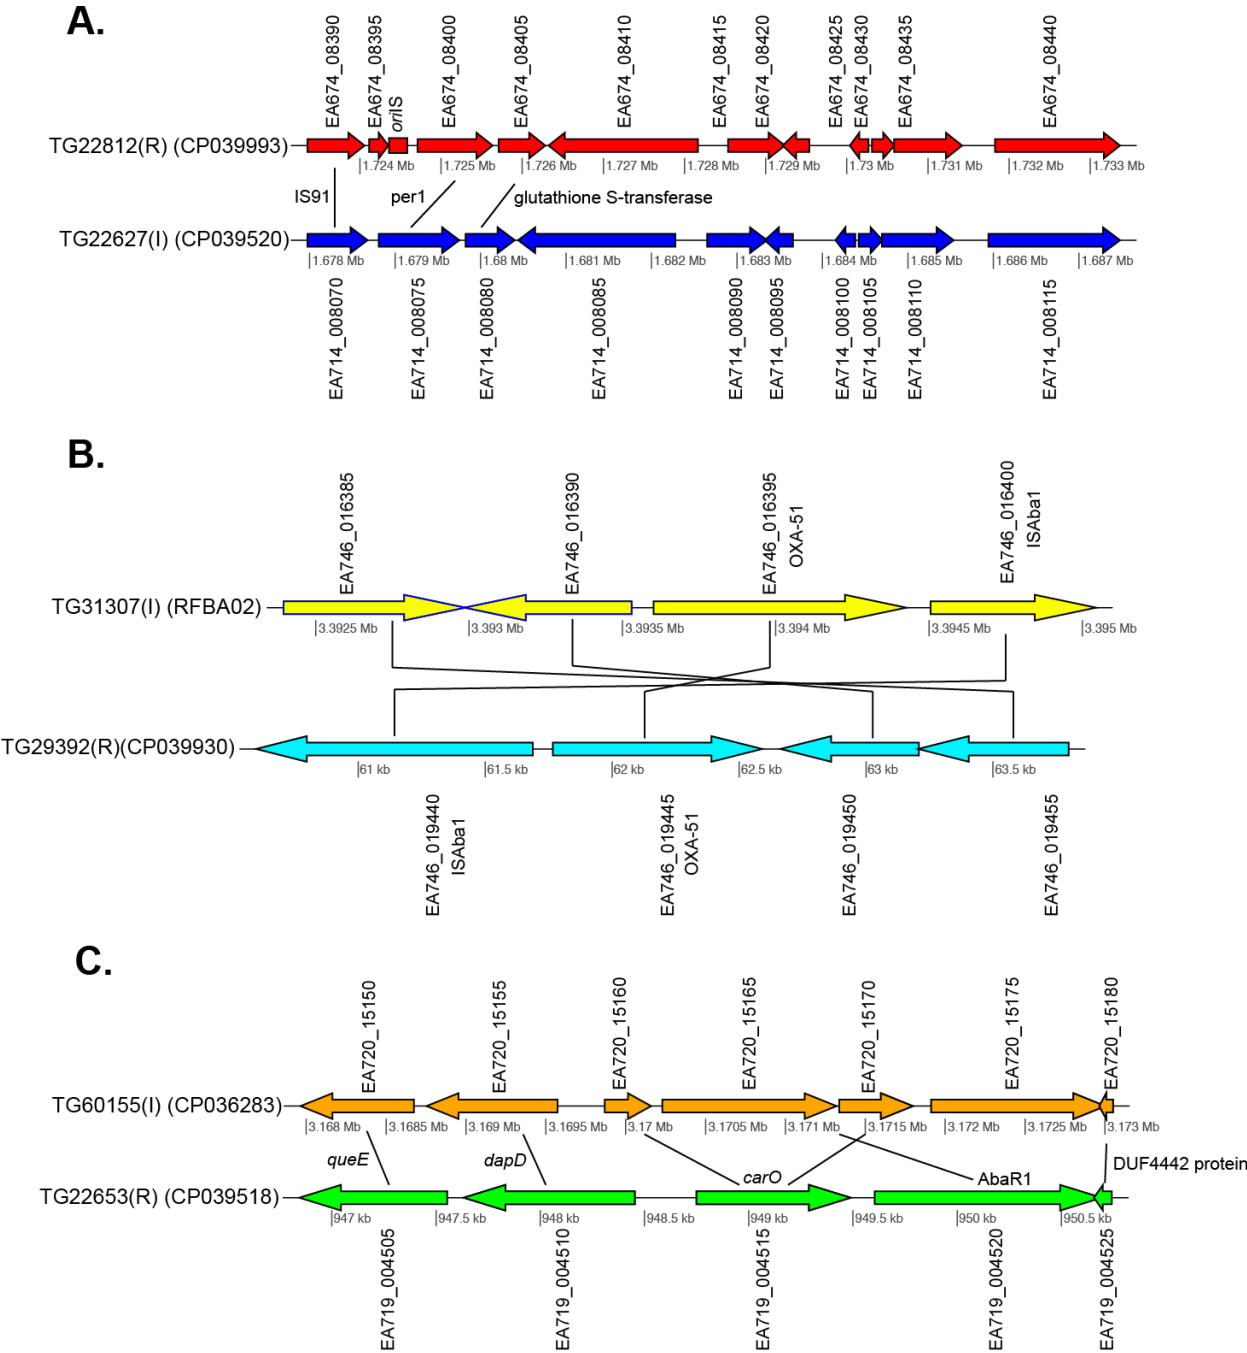 A.
EA674_08390
EA674_08395
oriIS
EA674_08400
EA674_08405
EA674_08410
EA674_08415
EA674_08420
EA674_08425
EA674_08430
EA674_08435
EA674_08440
TG22812(R) (CP039993)
1.724 Mb
1.725 Mb
1.726 Mb
1.727 Mb
1.728 Mb
1.729 Mb
1.73 Mb
1.731 Mb
1.732 Mb
1.733 Mb
IS91
per1
glutathione S-transferase
TG22627(I) (CP039520)
1.678 Mb
1.679 Mb
1.68 Mb
1.681 Mb
1.682 Mb
1.683 Mb
1.684 Mb
1.685 Mb
1.686 Mb
1.687 Mb
EA714_008070
EA714_008075
EA714_008080
EA714_008085
EA714_008090
EA714_008095
EA714_008100
EA714_008105
EA714_008110
EA714_008115
B.
EA746_016385
EA746_016390
EA746_016395
OXA-51
EA746_016400
ISAba1
TG31307(I) (RFBA02)
3.3925 Mb
3.393 Mb
3.3935 Mb
3.394 Mb
3.3945 Mb
3.395 Mb
TG29392(R)(CP039930)
61 kb
61.5 kb
62 kb
62.5 kb
63 kb
63.5 kb
EA746_019440
ISAba1
EA746_019445
OXA-51
EA746_019450
EA746_019455
C.
EA720_15150
EA720_15155
EA720_15160
EA720_15165
EA720_15170
EA720_15175
EA720_15180
TG60155(I) (CP036283)
3.168 Mb
3.1685 Mb
3.169 Mb
3.1695 Mb
3.17 Mb
3.1705 Mb
3.171 Mb
3.1715 Mb
3.172 Mb
3.1725 Mb
3.173 Mb
queE
dapD
carO
AbaR1
DUF4442 protein
TG22653(R) (CP039518)
947 kb
947.5 kb
948 kb
948.5 kb
949 kb
949.5 kb
950 kb
950.5 kb
EA719_004505
EA719_004510
EA719_004515
EA719_004520
EA719_004525